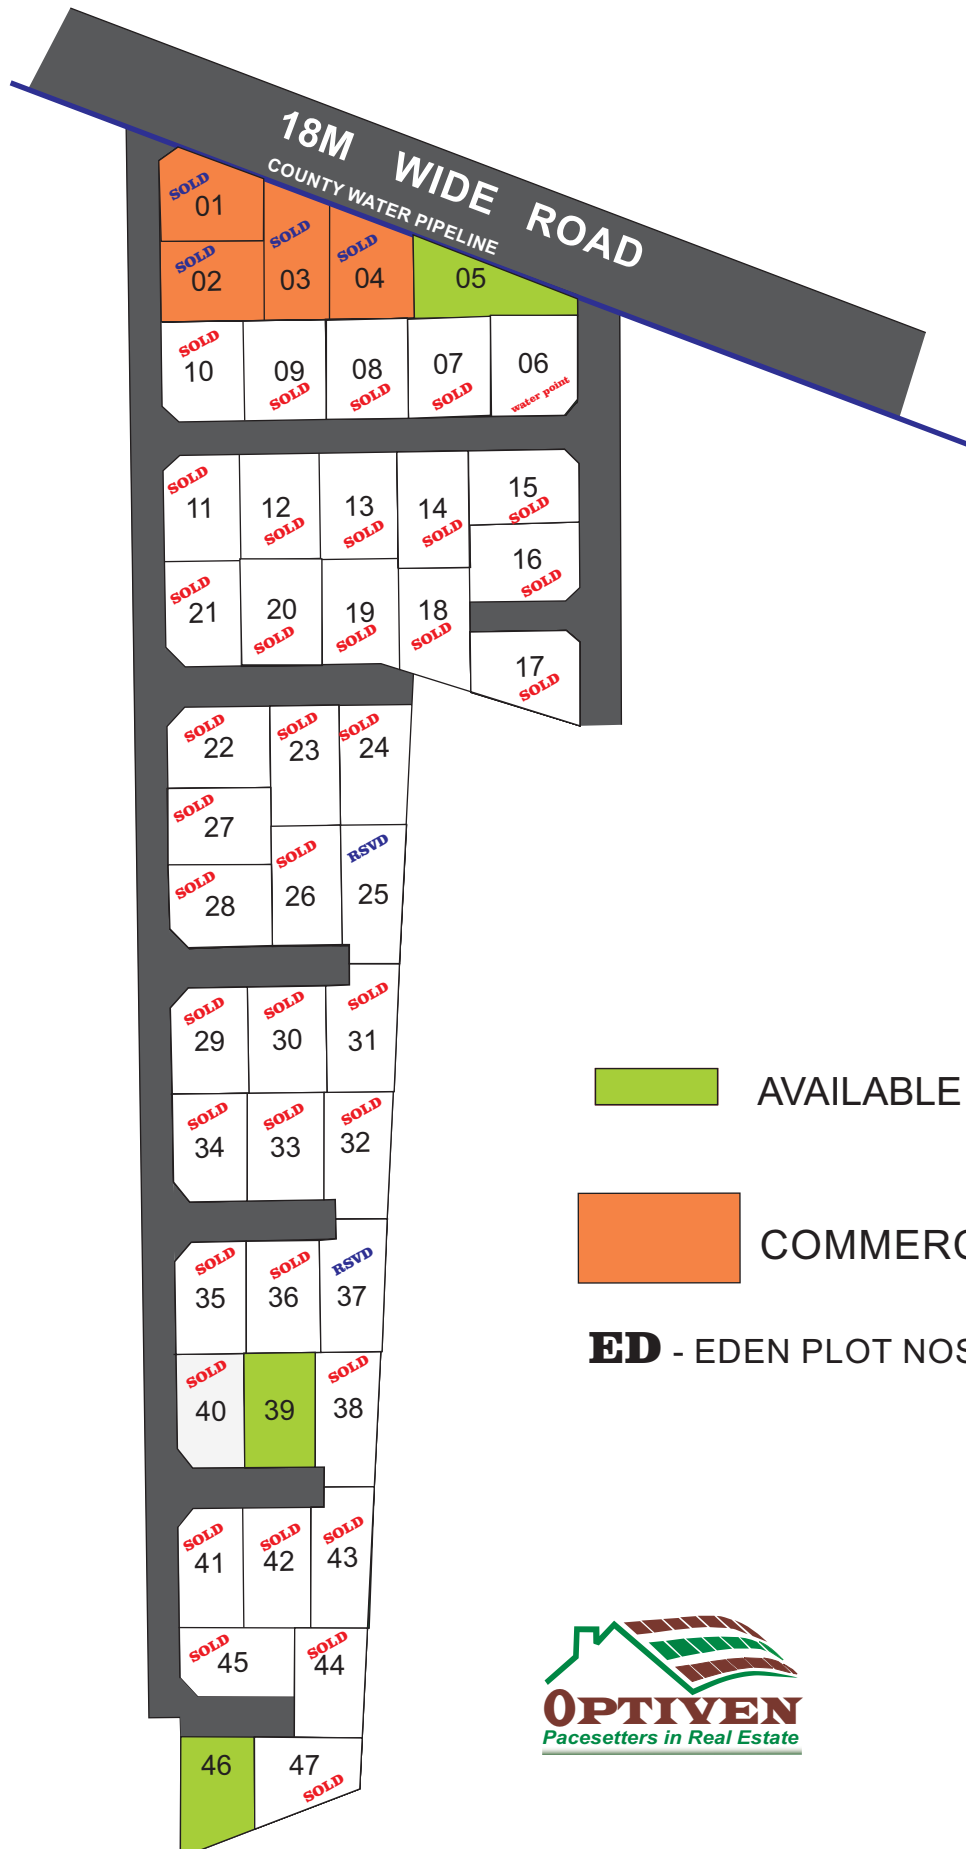 18M WIDE ROAD
COUNTY WATER PIPELINE
SOLD
01
SOLD
02
SOLD
03
SOLD
04
05
SOLD
10
09
SOLD
08
SOLD
07
SOLD
06
water point
SOLD
11
12
SOLD
13
SOLD
14
SOLD
15
SOLD
16
SOLD
SOLD
21
20
SOLD
19
SOLD
18
SOLD
17
SOLD
SOLD
22
SOLD
23
SOLD
24
SOLD
27
SOLD
28
SOLD
26
RSVD
25
SOLD
29
SOLD
30
SOLD
31
SOLD
34
SOLD
33
SOLD
32
SOLD
35
SOLD
36
RSVD
37
SOLD
40
39
SOLD
38
SOLD
41
SOLD
42
SOLD
43
SOLD
45
SOLD
44
46
47
SOLD
AVAILABLE
COMMERC
ED - EDEN PLOT NOS
OPTIVEN
Pacesetters in Real Estate